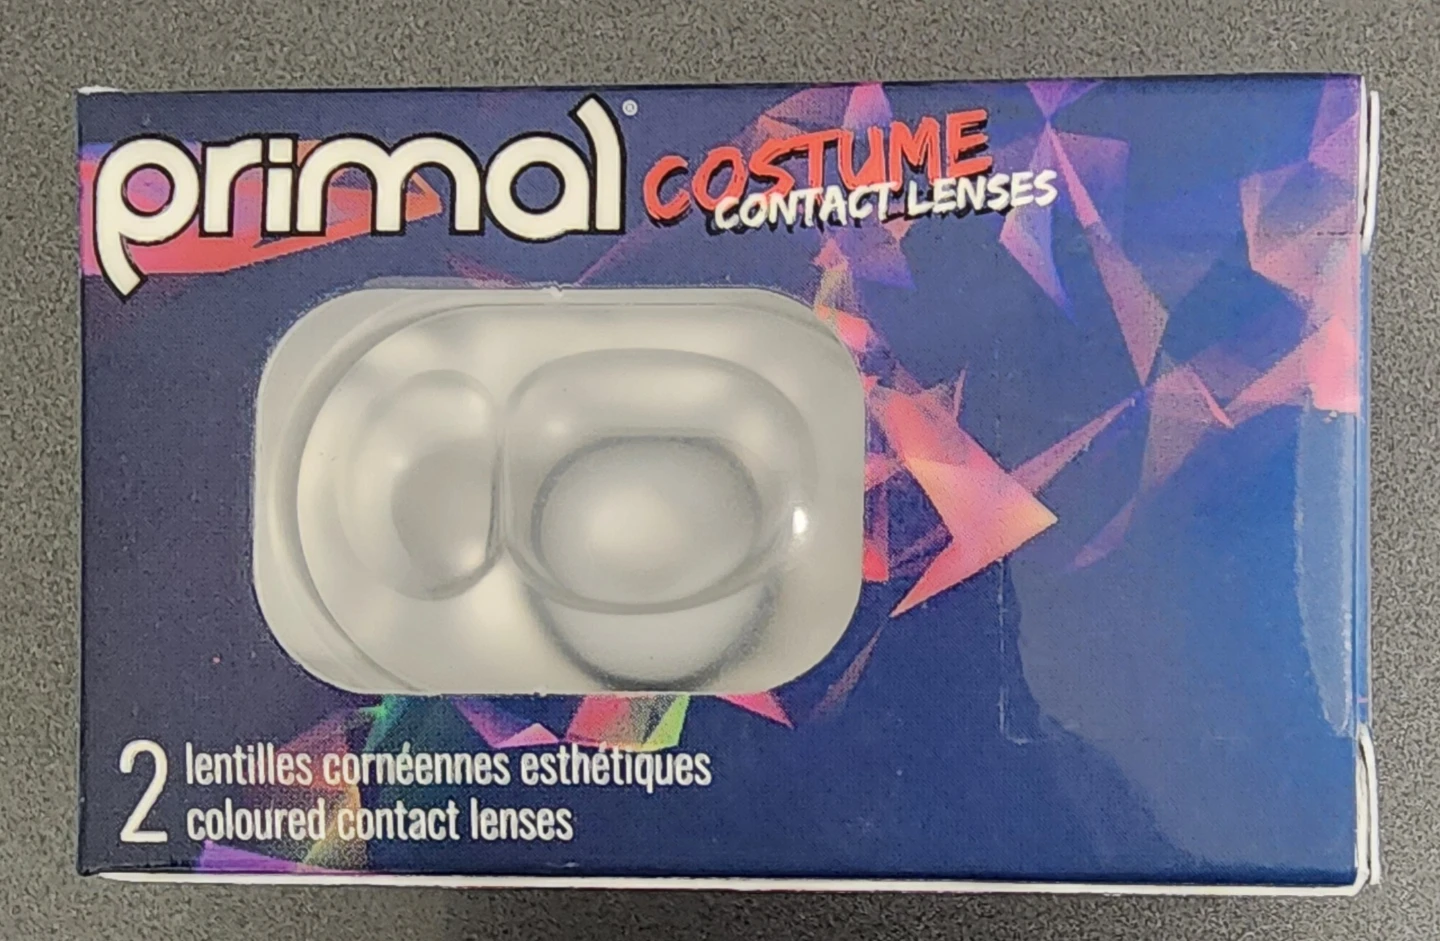 primal®
COSTUME
CONTACT LENSES
2
lentilles cornéennes esthétiques
coloured contact lenses